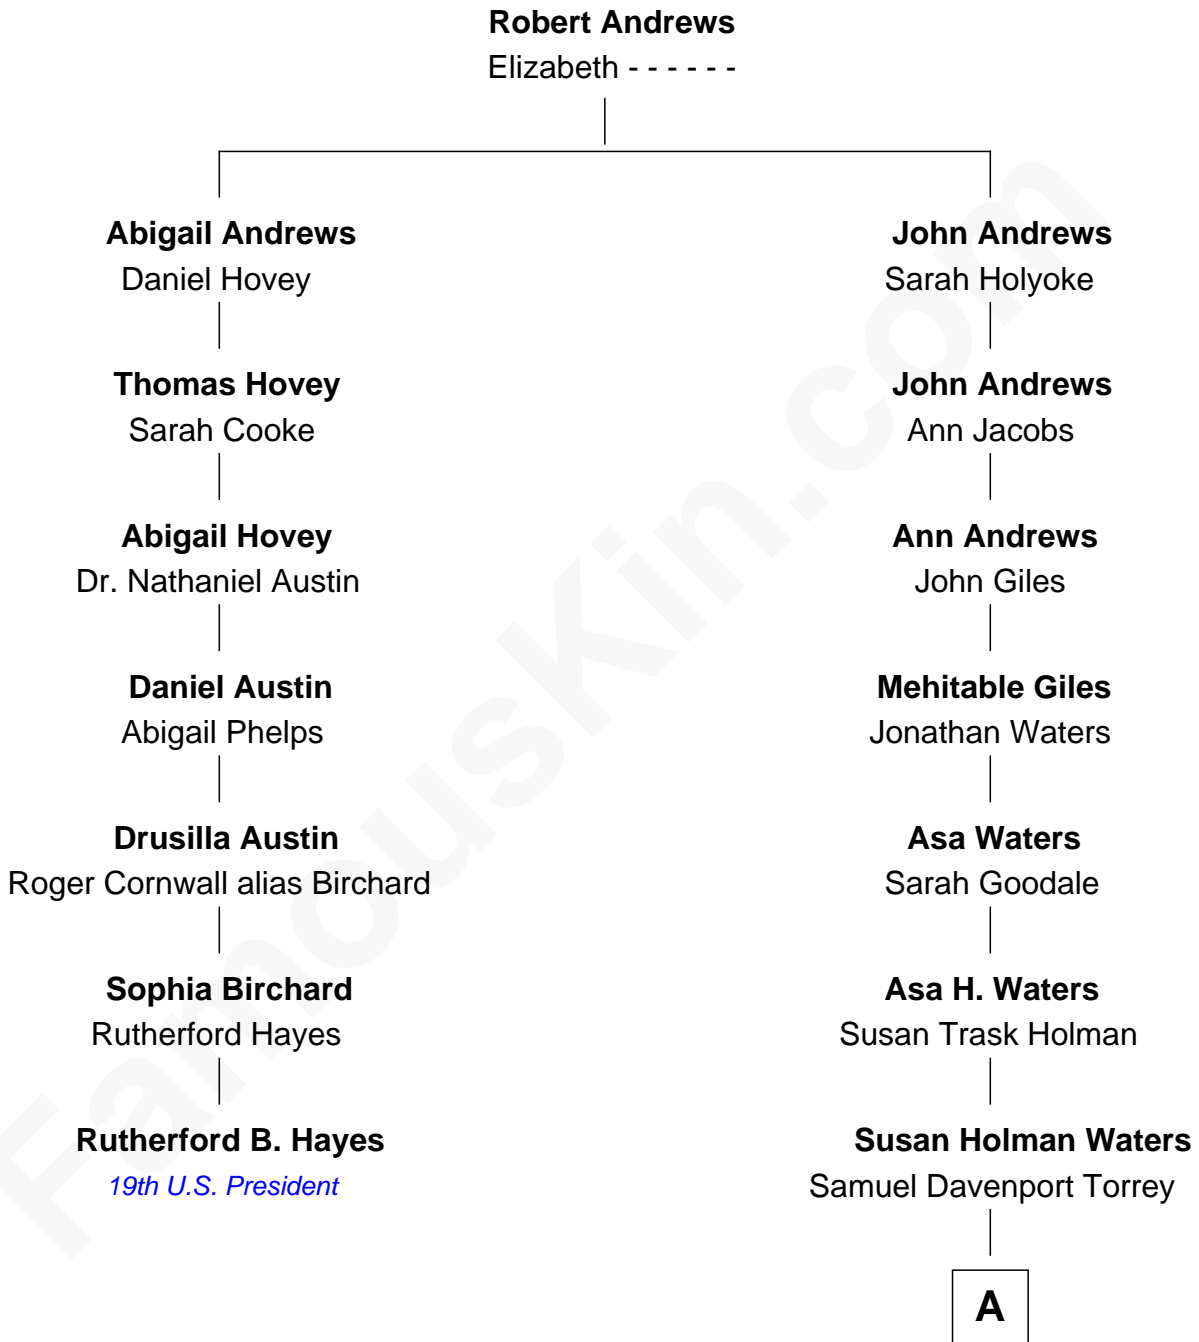 Robert Andrews
Elizabeth - - - - - -
Abigail Andrews
Daniel Hovey
John Andrews
Sarah Holyoke
Thomas Hovey
Sarah Cooke
John Andrews
Ann Jacobs
Abigail Hovey
Dr. Nathaniel Austin
Ann Andrews
John Giles
Daniel Austin
Abigail Phelps
Mehitable Giles
Jonathan Waters
Drusilla Austin
Roger Cornwall alias Birchard
Asa Waters
Sarah Goodale
Sophia Birchard
Rutherford Hayes
Asa H. Waters
Susan Trask Holman
Rutherford B. Hayes
19th U.S. President
Susan Holman Waters
Samuel Davenport Torrey
A
FamousKin.com